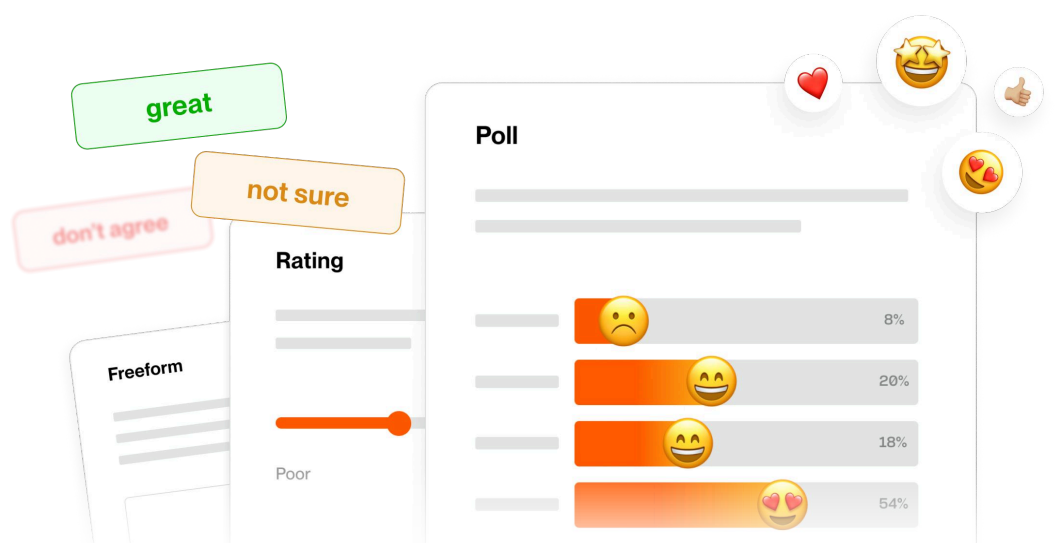 great
not sure
don't agree
Poll
Rating
Freeform
Poor
8%
20%
18%
54%